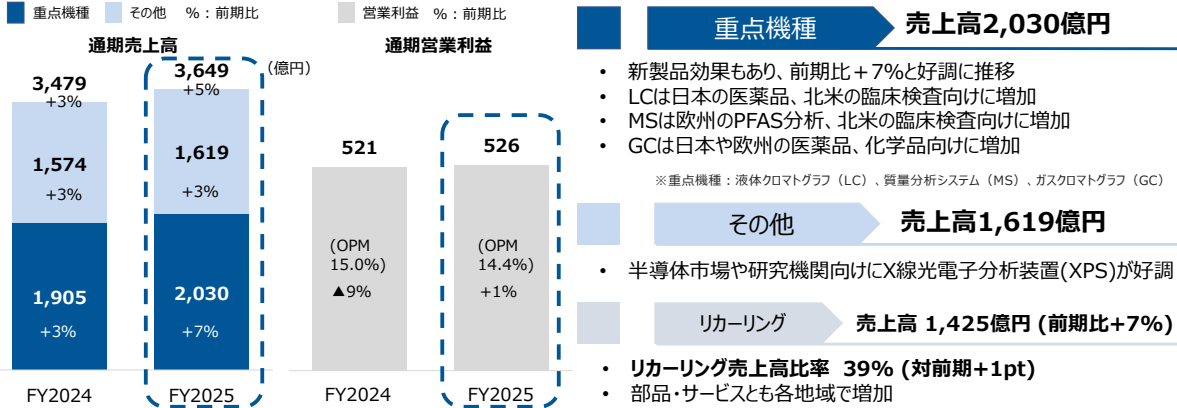 重点機種 その他 %：前期比
通期売上高
(億円)
3,479
+3%
1,574
+3%
1,905
+3%
FY2024
3,649
+5%
1,619
+3%
2,030
+7%
FY2025
営業利益 %：前期比
通期営業利益
521
(OPM
15.0%)
▲9%
FY2024
526
(OPM
14.4%)
+1%
FY2025
重点機種 売上高2,030億円
• 新製品効果もあり、前期比＋7%と好調に推移
• LCは日本の医薬品、北米の臨床検査向けに増加
• MSは欧州のPFAS分析、北米の臨床検査向けに増加
• GCは日本や欧州の医薬品、化学品向けに増加
※重点機種：液体クロマトグラフ（LC）、質量分析システム（MS）、ガスクロマトグラフ（GC）
その他 売上高1,619億円
• 半導体市場や研究機関向けにX線光電子分析装置(XPS)が好調
リカーリング 売上高 1,425億円 (前期比+7%)
• リカーリング売上高比率 39% (対前期+1pt)
• 部品・サービスとも各地域で増加